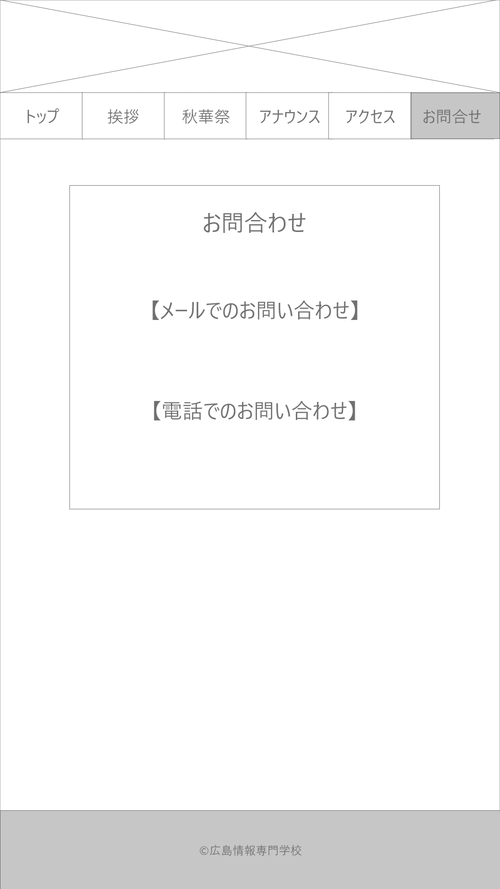 トップ 挨拶 秋華祭 アナウンス アクセス お問合せ
お問合わせ
【メールでのお問い合わせ】
【電話でのお問い合わせ】
©広島情報専門学校